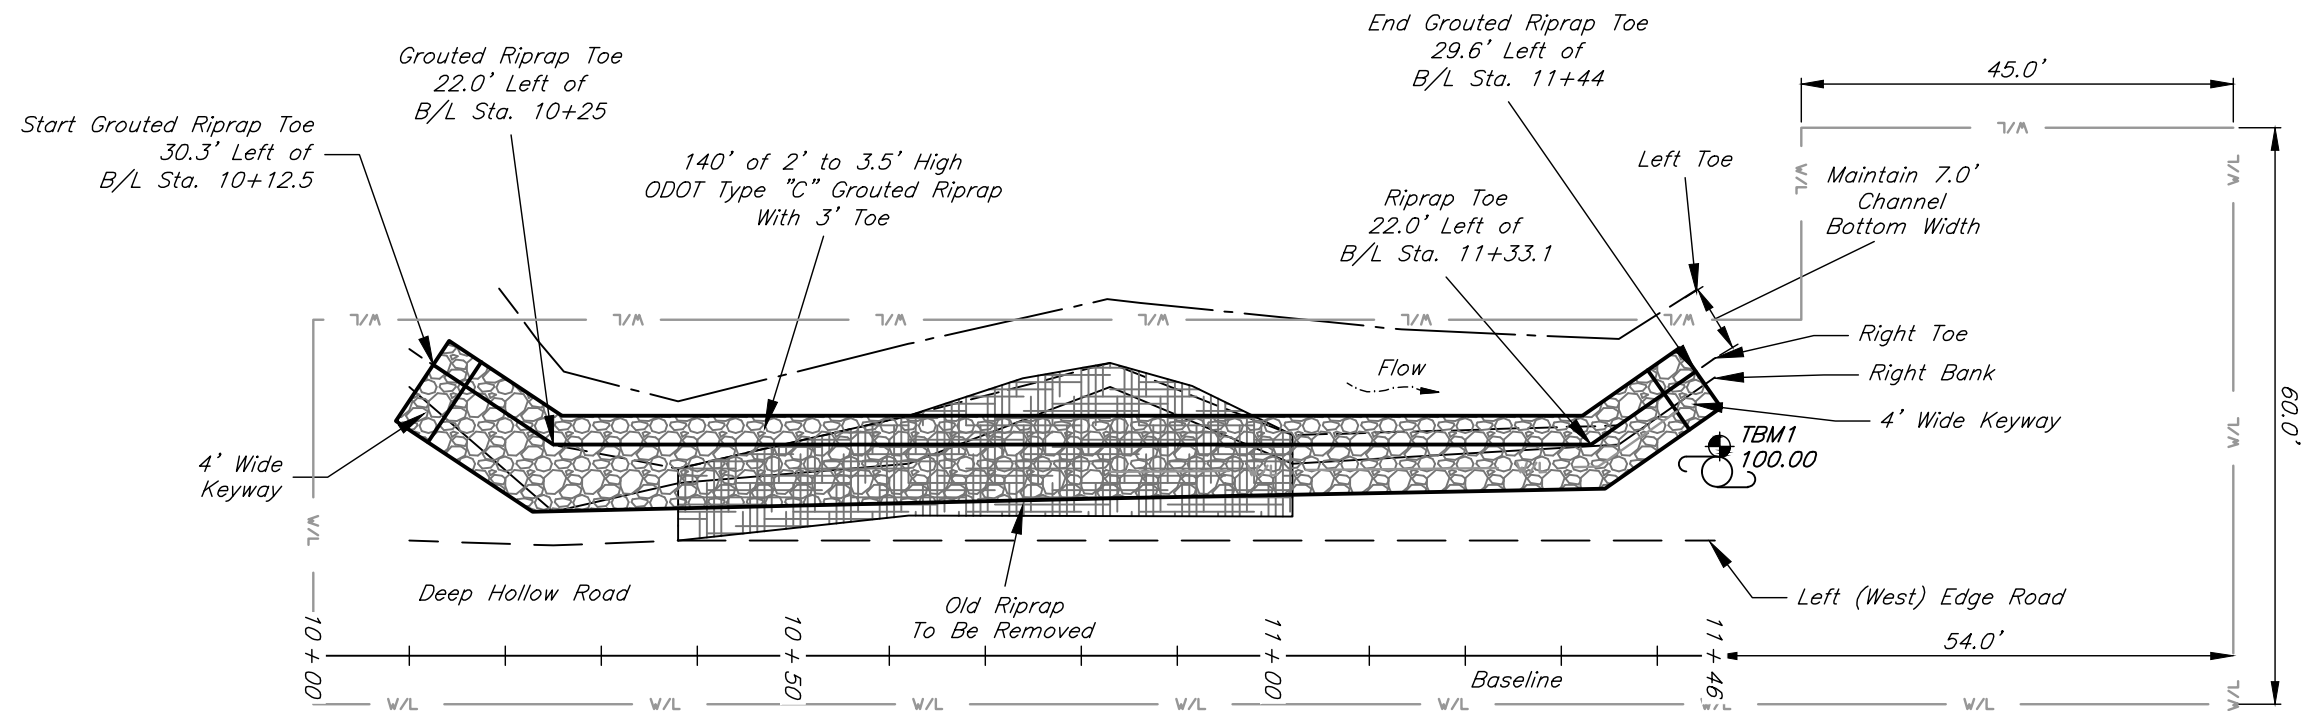 End Grouted Riprap Toe
29.6' Left of
B/L Sta. 11+44
Grouted Riprap Toe
22.0' Left of
B/L Sta. 10+25
45.0'
Start Grouted Riprap Toe
30.3' Left of
B/L Sta. 10+12.5
140' of 2' to 3.5' High
ODOT Type "C" Grouted Riprap
With 3' Toe
Left Toe
Maintain 7.0'
Channel
Bottom Width
Riprap Toe
22.0' Left of
B/L Sta. 11+33.1
W/L
W/L
W/L
W/L
W/L
W/L
W/L
W/L
W/L
Right Toe
Flow
Right Bank
60.0'
4' Wide Keyway
TBM1
100.00
W/L
4' Wide
Keyway
W/L
Deep Hollow Road
Old Riprap
To Be Removed
Left (West) Edge Road
10 + 00
10 + 50
11 + 00
11 + 46
54.0'
Baseline
W/L
W/L
W/L
W/L
W/L
W/L
W/L
W/L